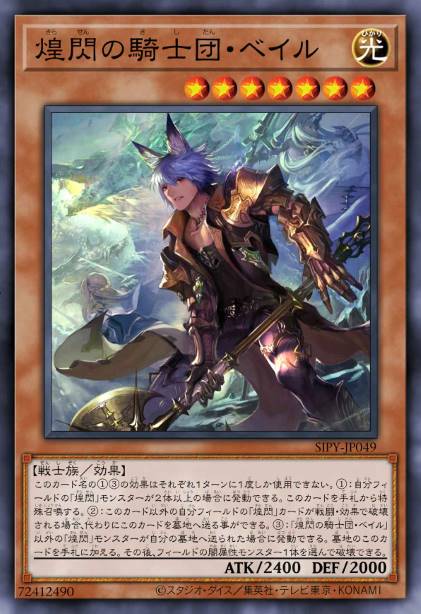 煌閃の騎士団・ベイル
光
SIPY-JP049
【戦士族／効果】
このカード名の①③の効果はそれぞれ１ターンに１度しか使用できない。①：自分フィ
ールドの「煌閃」モンスターが２体以上の場合に発動できる。このカードを手札から特
殊召喚する。②：このカード以外の自分フィールドの「煌閃」カードが戦闘・効果で破壊
される場合、代わりにこのカードを墓地へ送る事ができる。③：「煌閃の騎士団・ベイル」
以外の「煌閃」モンスターが自分の墓地へ送られた場合に発動できる。墓地のこのカー
ドを手札に加える。その後、フィールドの闇属性モンスター１体を選んで破壊できる。
ATK/2400 DEF/2000
72412490
©スタジオ・ダイス／集英社・テレビ東京・KONAMI